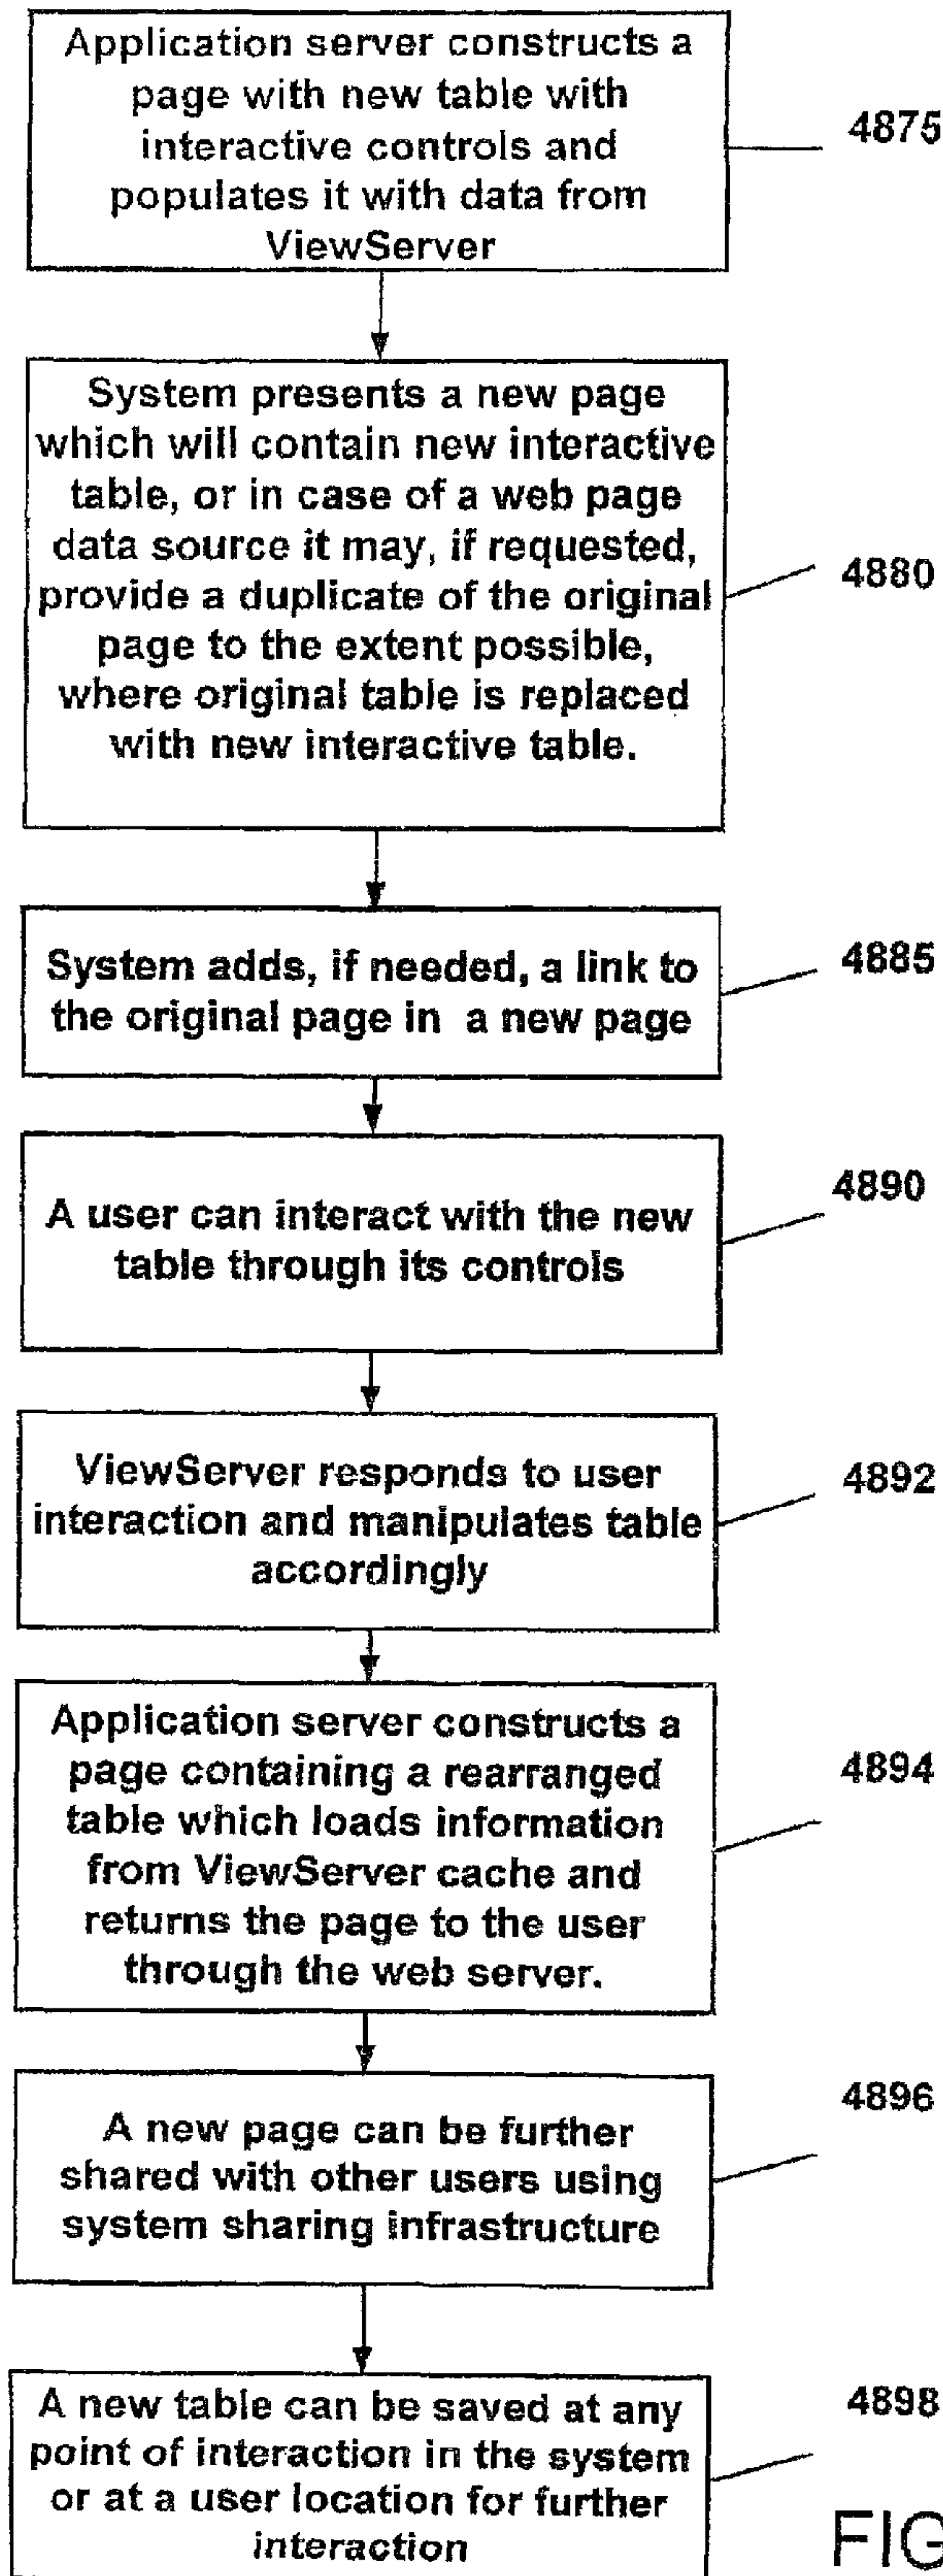 Application server constructs a
page with new table with
interactive controls and
populates it with data from
ViewServer
4875
System presents a new page
which will contain new interactive
table, or in case of a web page
data source it may, if requested,
provide a duplicate of the original
page to the extent possible,
where original table is replaced
with new interactive table.
4880
System adds, if needed, a link to
the original page in a new page
4885
A user can interact with the new
table through its controls
4890
ViewServer responds to user
interaction and manipulates table
accordingly
4892
Application server constructs a
page containing a rearranged
table which loads information
from ViewServer cache and
returns the page to the user
through the web server.
4894
A new page can be further
shared with other users using
system sharing infrastructure
4896
A new table can be saved at any
point of interaction in the system
or at a user location for further
interaction
4898
FIG